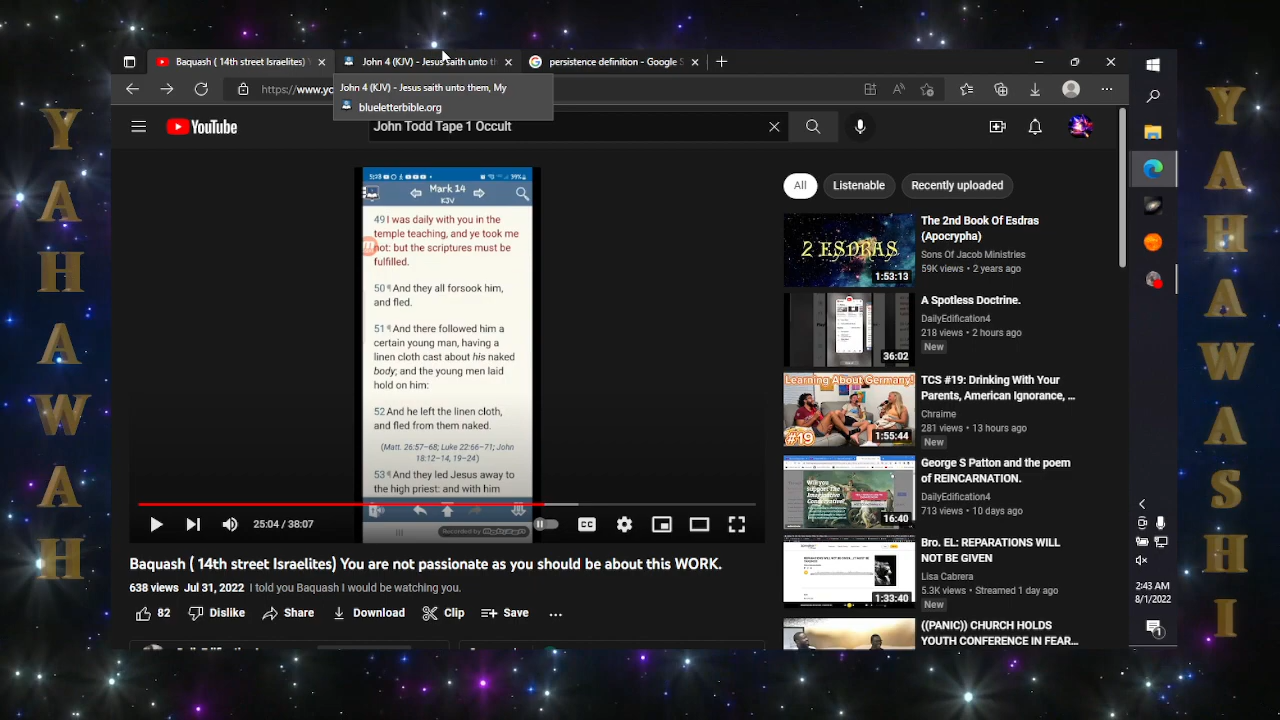 Y
A
H
A
W
A
H
Baquash ( 14th street Israelites) Y
John 4 (KJV) - Jesus saith unto th
persistence definition - Google S
https://www.yo
John 4 (KJV) - Jesus saith unto them, My
blueletterbible.org
YouTube
John Todd Tape 1 Occult
5:28
39%
Mark 14
KJV
49 I was daily with you in the
temple teaching, and ye took me
not: but the scriptures must be
fulfilled.
50 ¶ And they all forsook him,
and fled.
51 ¶ And there followed him a
certain young man, having a
linen cloth cast about his naked
body; and the young men laid
hold on him:
52 And he left the linen cloth,
and fled from them naked.
(Matt. 26:57–68; Luke 22:66–71; John
18:12–14, 19–24)
53 ¶ And they led Jesus away to
the high priest: and with him
Recorded by
25:04 / 38:07
CC
Baquash ( 14th street Israelites) You're not Passionate as you should be about this WORK.
638 views Jul 31, 2022 I told you Baquash I would be watching you.
82
Dislike
Share
Download
Clip
Save
All
Listenable
Recently uploaded
2 ESDRAS
1:53:13
The 2nd Book Of Esdras
(Apocrypha)
Sons Of Jacob Ministries
59K views • 2 years ago
36:02
A Spotless Doctrine.
DailyEdification4
218 views • 2 hours ago
New
Learning About Germany!
#19
1:55:44
TCS #19: Drinking With Your
Parents, American Ignorance, ...
Chraime
281 views • 13 hours ago
New
16:40
George S Patton and the poem
of REINCARNATION.
DailyEdification4
713 views • 10 days ago
1:33:40
Bro. EL: REPARATIONS WILL
NOT BE GIVEN
Lisa Cabrera
5.3K views • Streamed 1 day ago
New
((PANIC)) CHURCH HOLDS
YOUTH CONFERENCE IN FEAR...
2:43 AM
8/1/2022
1
Y
A
H
A
W
A
S
H
I